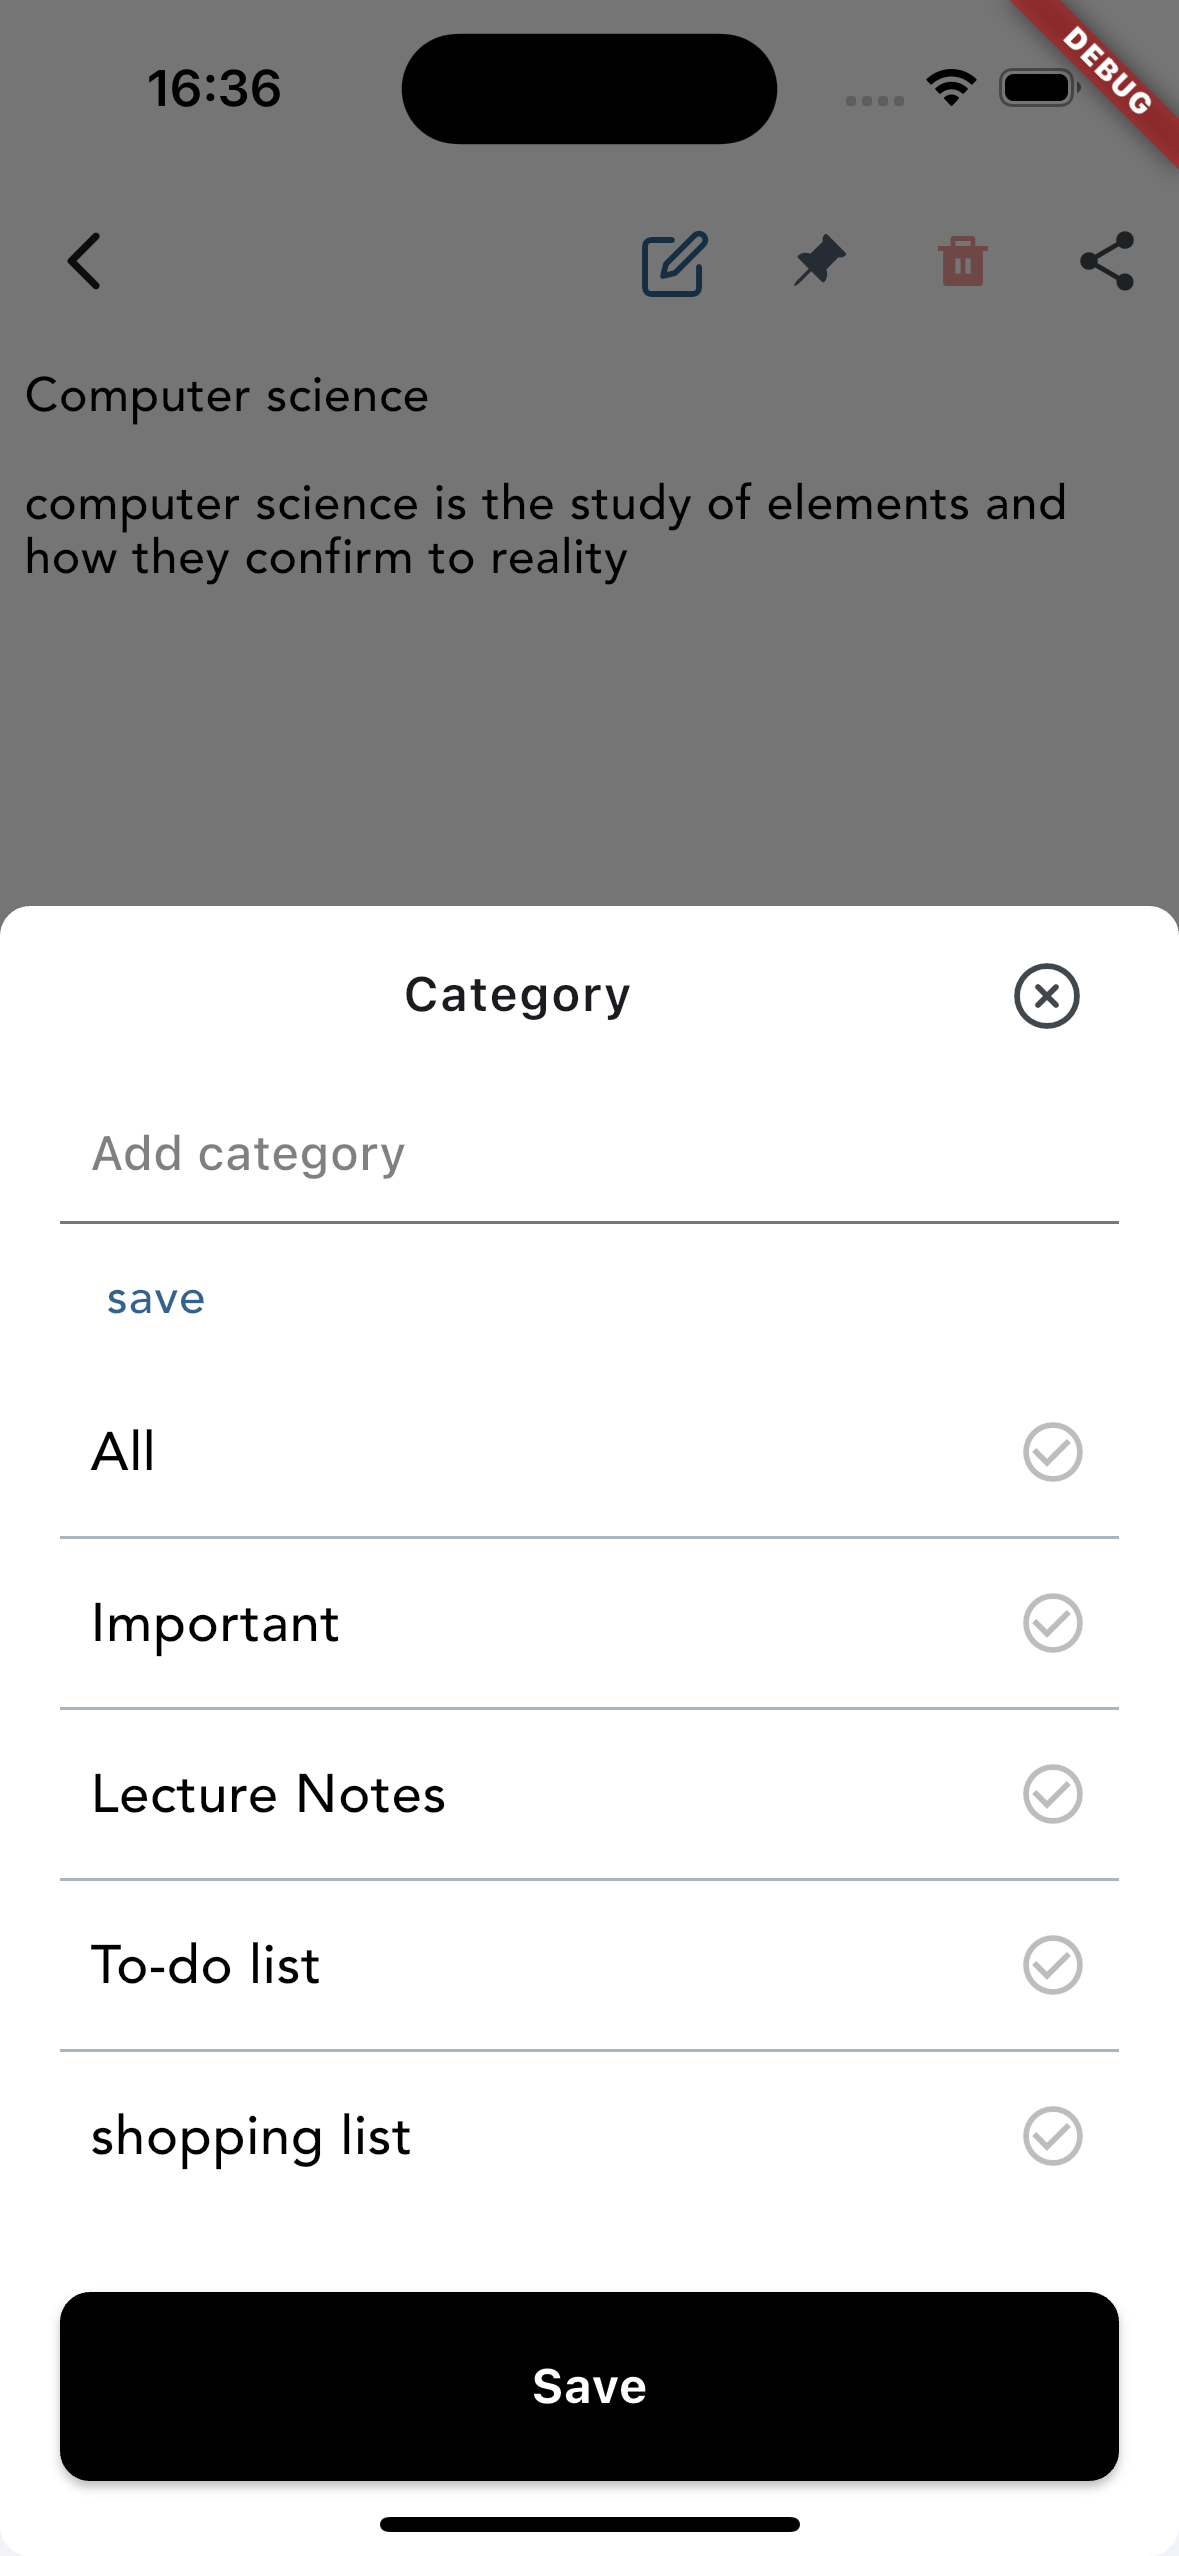 16:36
DEBUG
Computer science
computer science is the study of elements and
how they confirm to reality
Category
Add category
save
All
Important
Lecture Notes
To-do list
shopping list
Save